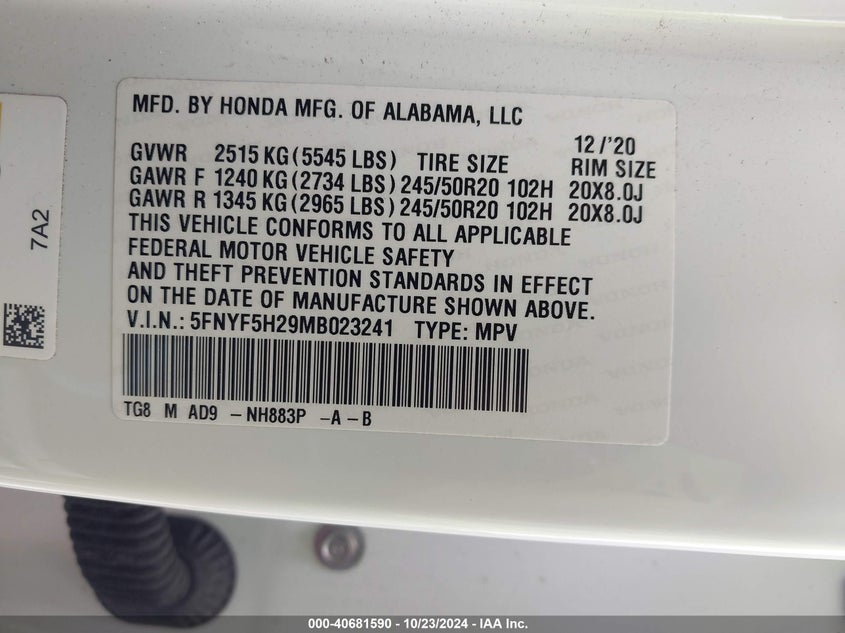 MFD. BY HONDA MFG. OF ALABAMA, LLC
12/'20
GVWR 2515 KG (5545 LBS) TIRE SIZE RIM SIZE
GAWR F 1240 KG (2734 LBS) 245/50R20 102H 20X8.0J
GAWR R 1345 KG (2965 LBS) 245/50R20 102H 20X8.0J
THIS VEHICLE CONFORMS TO ALL APPLICABLE
FEDERAL MOTOR VEHICLE SAFETY
AND THEFT PREVENTION STANDARDS IN EFFECT
ON THE DATE OF MANUFACTURE SHOWN ABOVE.
V.I.N.: 5FNYF5H29MB023241 TYPE: MPV
TG8 M AD9 -NH883P -A-B
7A2
000-40681590 - 10/23/2024 - IAA Inc.